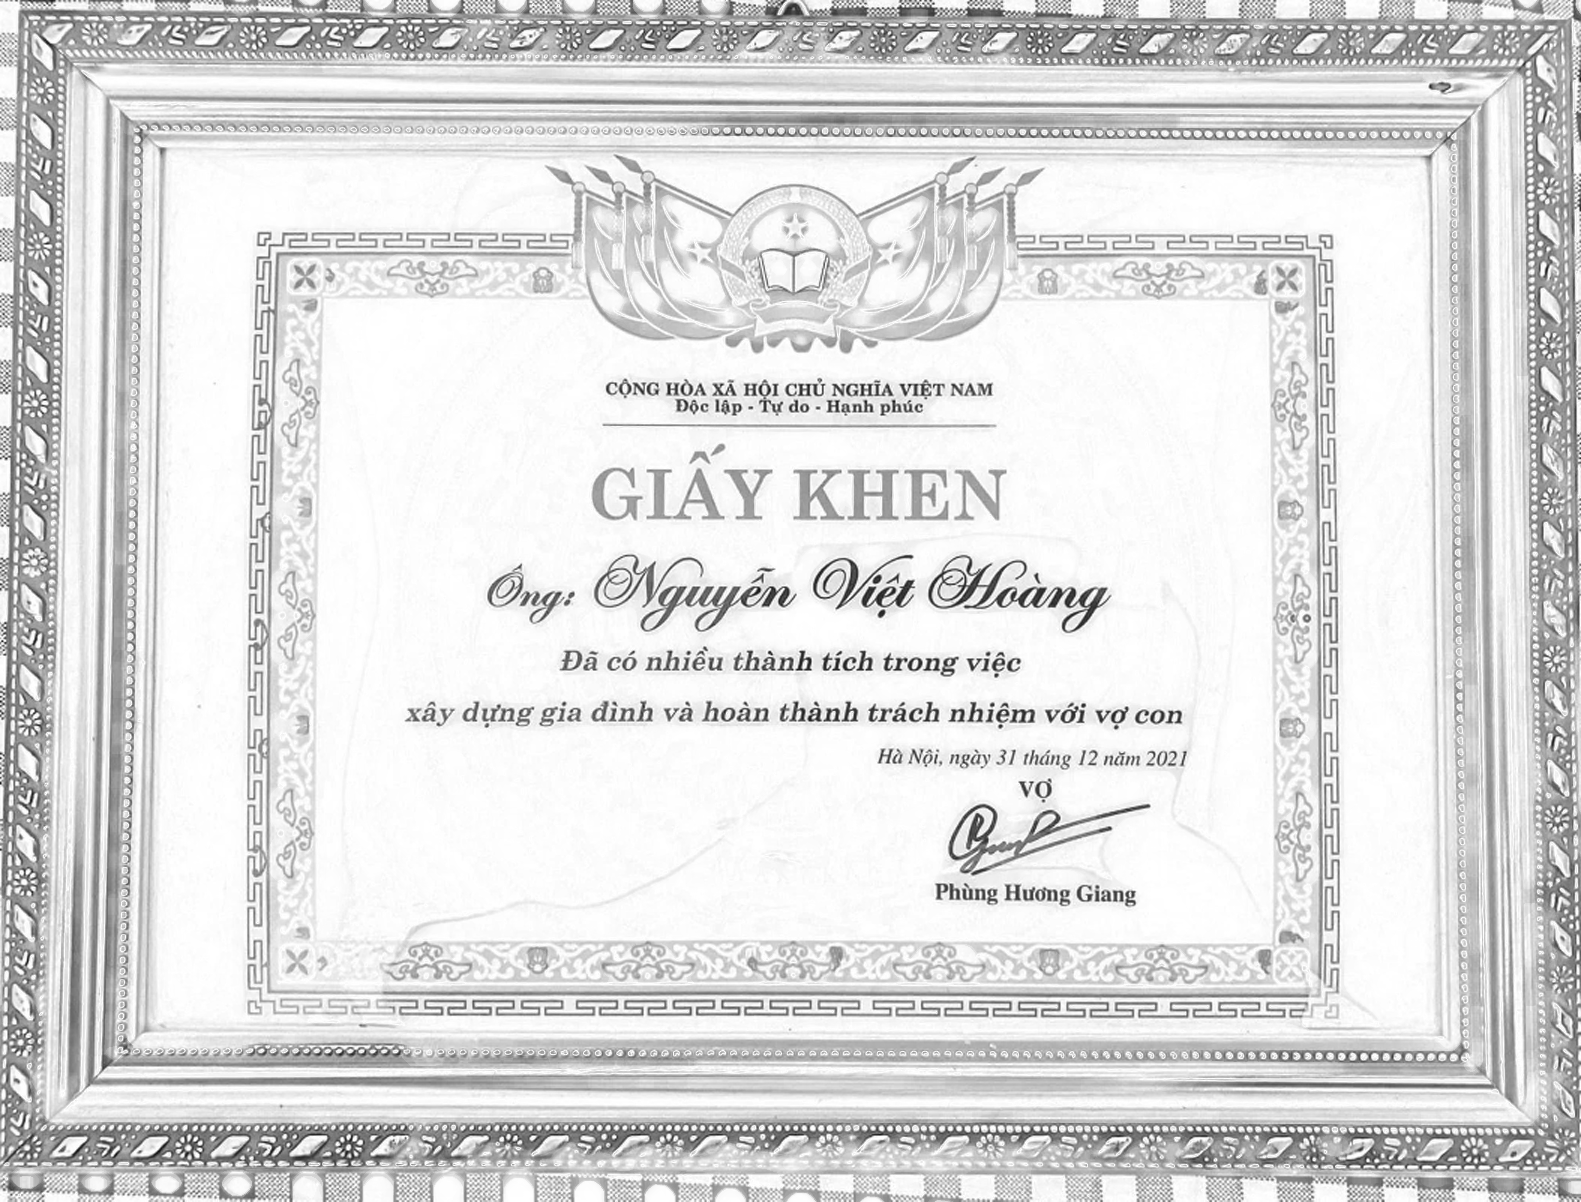 CỘNG HÒA XÃ HỘI CHỦ NGHĨA VIỆT NAM
Độc lập - Tự do - Hạnh phúc
GIẤY KHEN
Ông: Nguyễn Việt Hoàng
Đã có nhiều thành tích trong việc
xây dựng gia đình và hoàn thành trách nhiệm với vợ con
Hà Nội, ngày 31 tháng 12 năm 2021
VỢ
Phùng Hương Giang